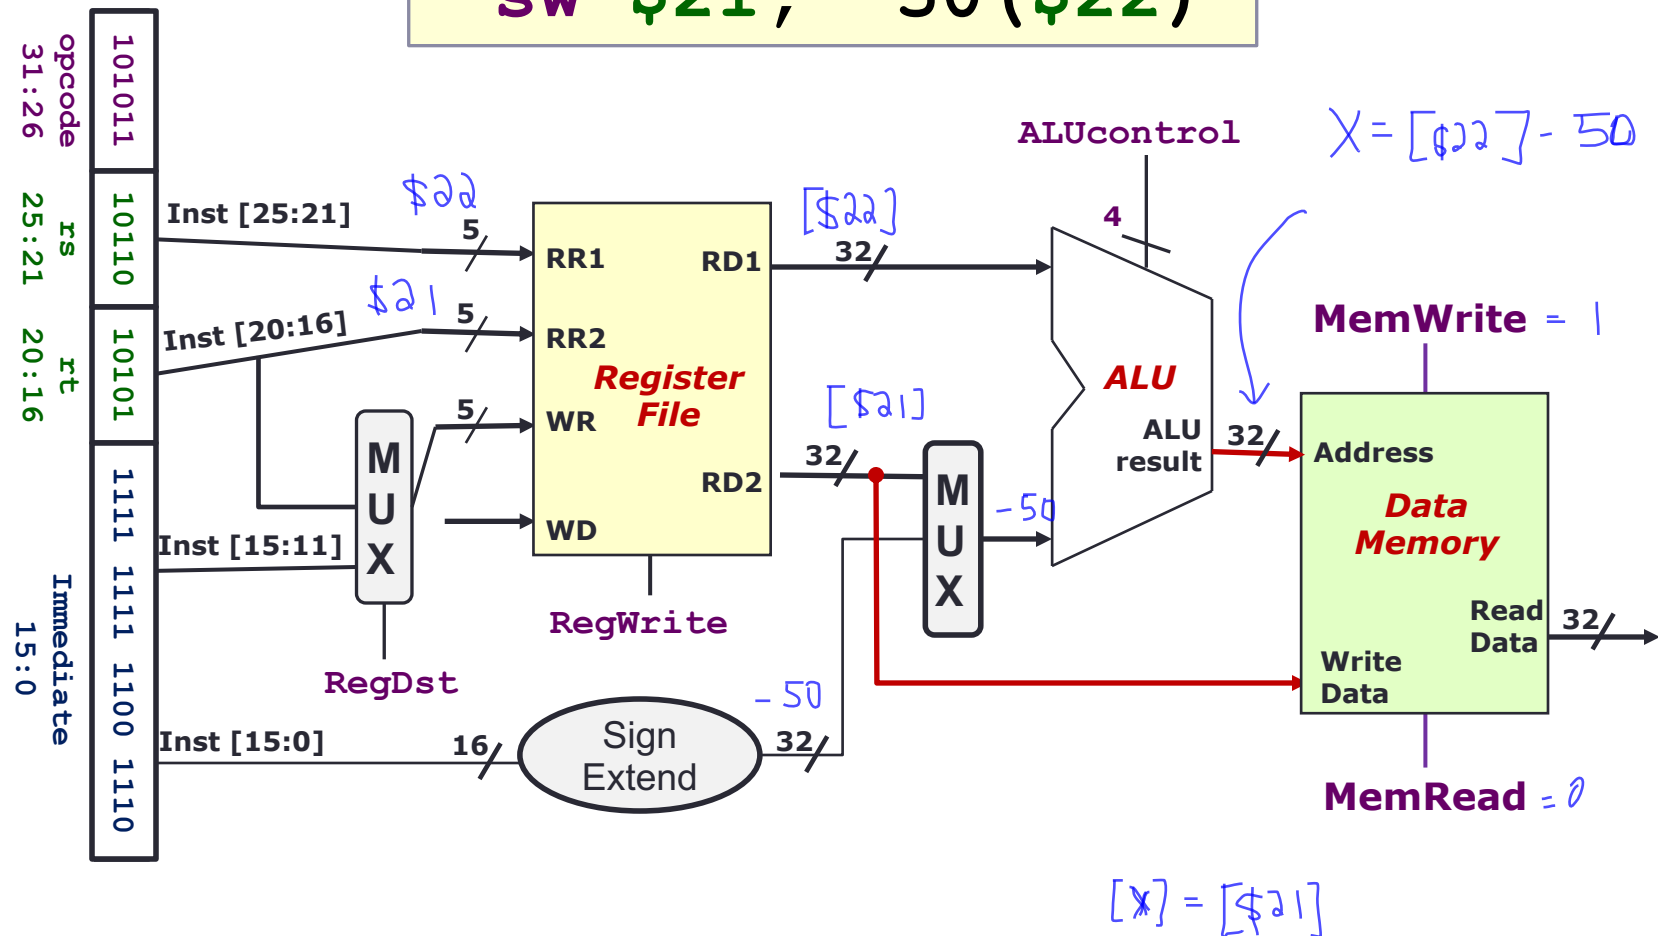 sw $21, -50($22)
opcode
31:26
101011
rs
25:21
10110
rt
20:16
10101
Immediate
15:0
1111 1111 1100 1110
Inst [25:21]
$22
5
Inst [20:16]
$21
5
5
Inst [15:11]
MUX
RegDst
Inst [15:0]
16
Sign
Extend
- 50
32
RR1
RR2
WR
WD
RD1
RD2
Register
File
RegWrite
[$22]
32
[$21]
32
MUX
-50
ALUcontrol
4
ALU
ALU
result
32
X = [$22] - 50
MemWrite = 1
Address
Data
Memory
Read
Data
32
Write
Data
MemRead = 0
[X] = [$21]